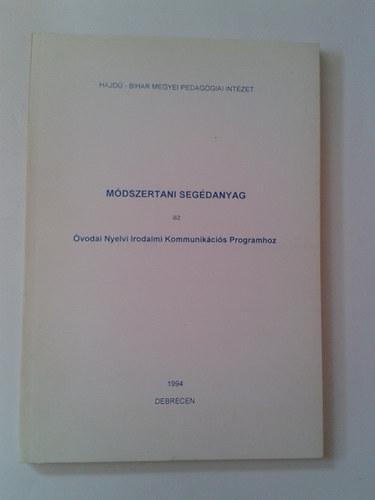 HAJDÚ - BIHAR MEGYEI PEDAGÓGIAI INTÉZET
MÓDSZERTANI SEGÉDANYAG
az
Óvodai Nyelvi Irodalmi Kommunikációs Programhoz
1994
DEBRECEN